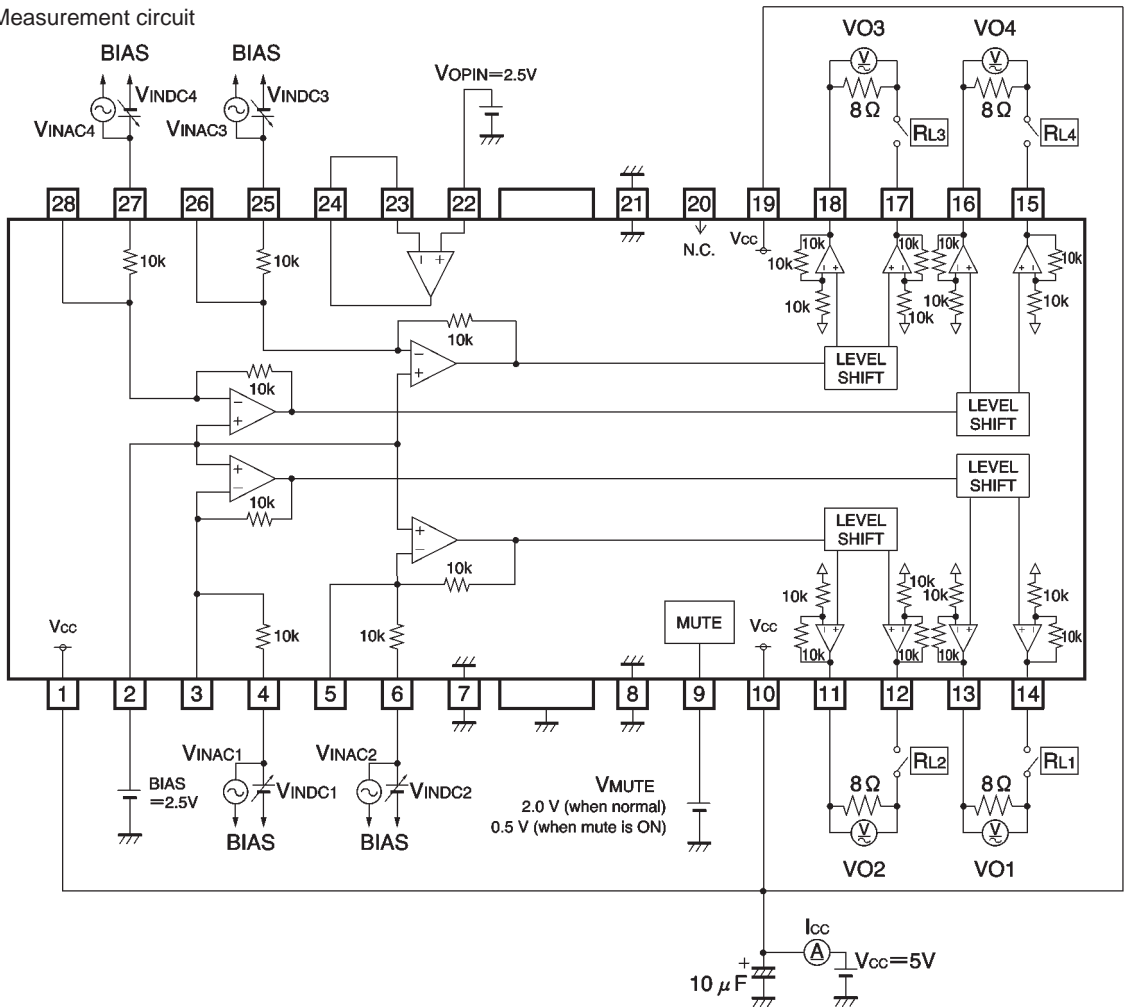 Measurement circuit
VO3 VO4
BIAS BIAS
VOPIN=2.5V
VINDC4 VINDC3
VINAC4 VINAC3
8Ω 8Ω
RL3 RL4
28 27 26 25 24 23 22 21 20 19 18 17 16 15
10k 10k
− +
N.C.
VCC
10k 10k 10k
10k 10k
− + − + − + − +
10k 10k 10k
10k
10k
−
+
LEVEL
SHIFT
10k
−
+
LEVEL
SHIFT
+
−
LEVEL
SHIFT
10k
LEVEL
SHIFT
+
−
10k
10k 10k 10k 10k
MUTE
VCC
VCC
10k 10k
− + − + − + − +
10k
10k 10k 10k
1 2 3 4 5 6 7 8 9 10 11 12 13 14
VINAC1 VINAC2
VINDC1 VINDC2
BIAS
=2.5V
BIAS BIAS
VMUTE
2.0 V (when normal)
0.5 V (when mute is ON)
RL2 RL1
8Ω 8Ω
V V
VO2 VO1
V V
ICC
A
VCC=5V
+
10 μF